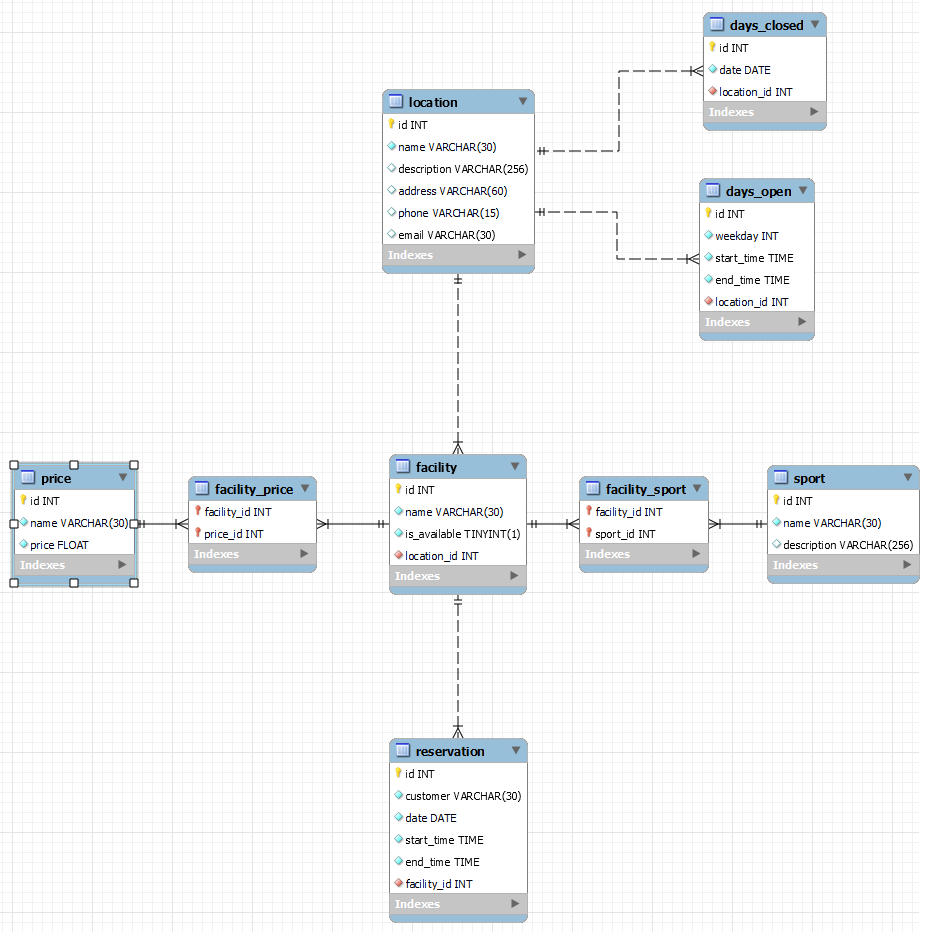 days_closed
id INT
date DATE
location_id INT
Indexes
location
id INT
name VARCHAR(30)
description VARCHAR(256)
address VARCHAR(60)
phone VARCHAR(15)
email VARCHAR(30)
Indexes
days_open
id INT
weekday INT
start_time TIME
end_time TIME
location_id INT
Indexes
price
id INT
name VARCHAR(30)
price FLOAT
Indexes
facility_price
facility_id INT
price_id INT
Indexes
facility
id INT
name VARCHAR(30)
is_available TINYINT(1)
location_id INT
Indexes
facility_sport
facility_id INT
sport_id INT
Indexes
sport
id INT
name VARCHAR(30)
description VARCHAR(256)
Indexes
reservation
id INT
customer VARCHAR(30)
date DATE
start_time TIME
end_time TIME
facility_id INT
Indexes